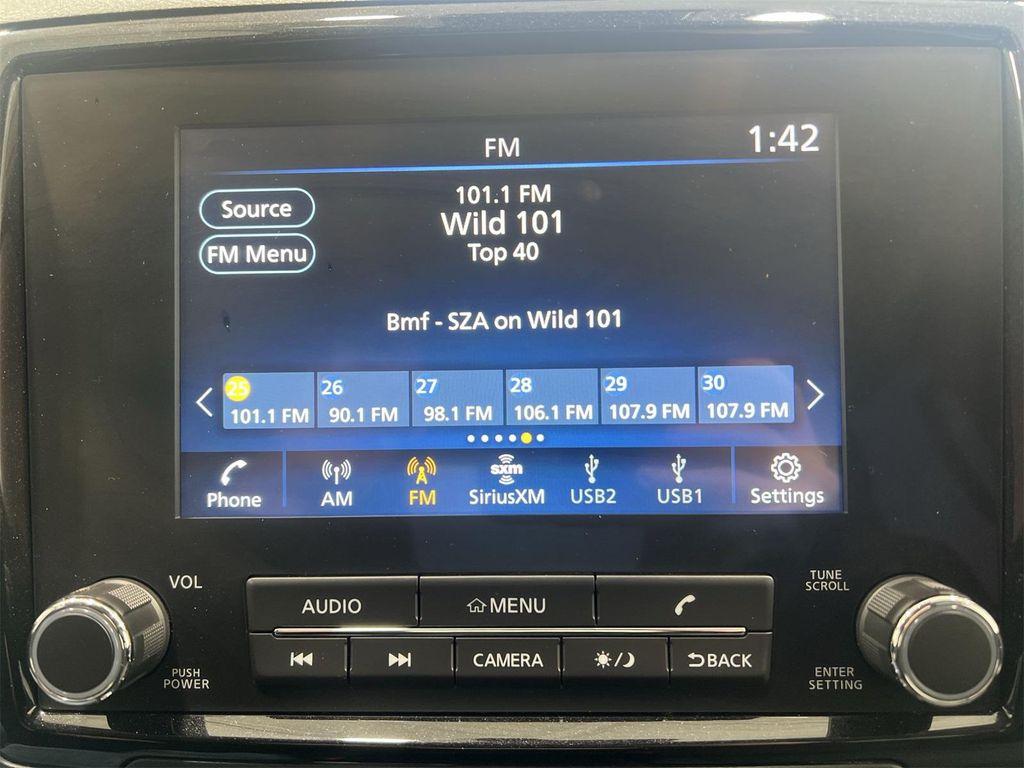 FM
1:42
Source
FM Menu
101.1 FM
Wild 101
Top 40
Bmf - SZA on Wild 101
25 26 27 28 29 30
101.1 FM 90.1 FM 98.1 FM 106.1 FM 107.9 FM 107.9 FM
sxm
Phone AM FM SiriusXM USB2 USB1 Settings
VOL
TUNE
SCROLL
AUDIO MENU
CAMERA BACK
PUSH
POWER
ENTER
SETTING